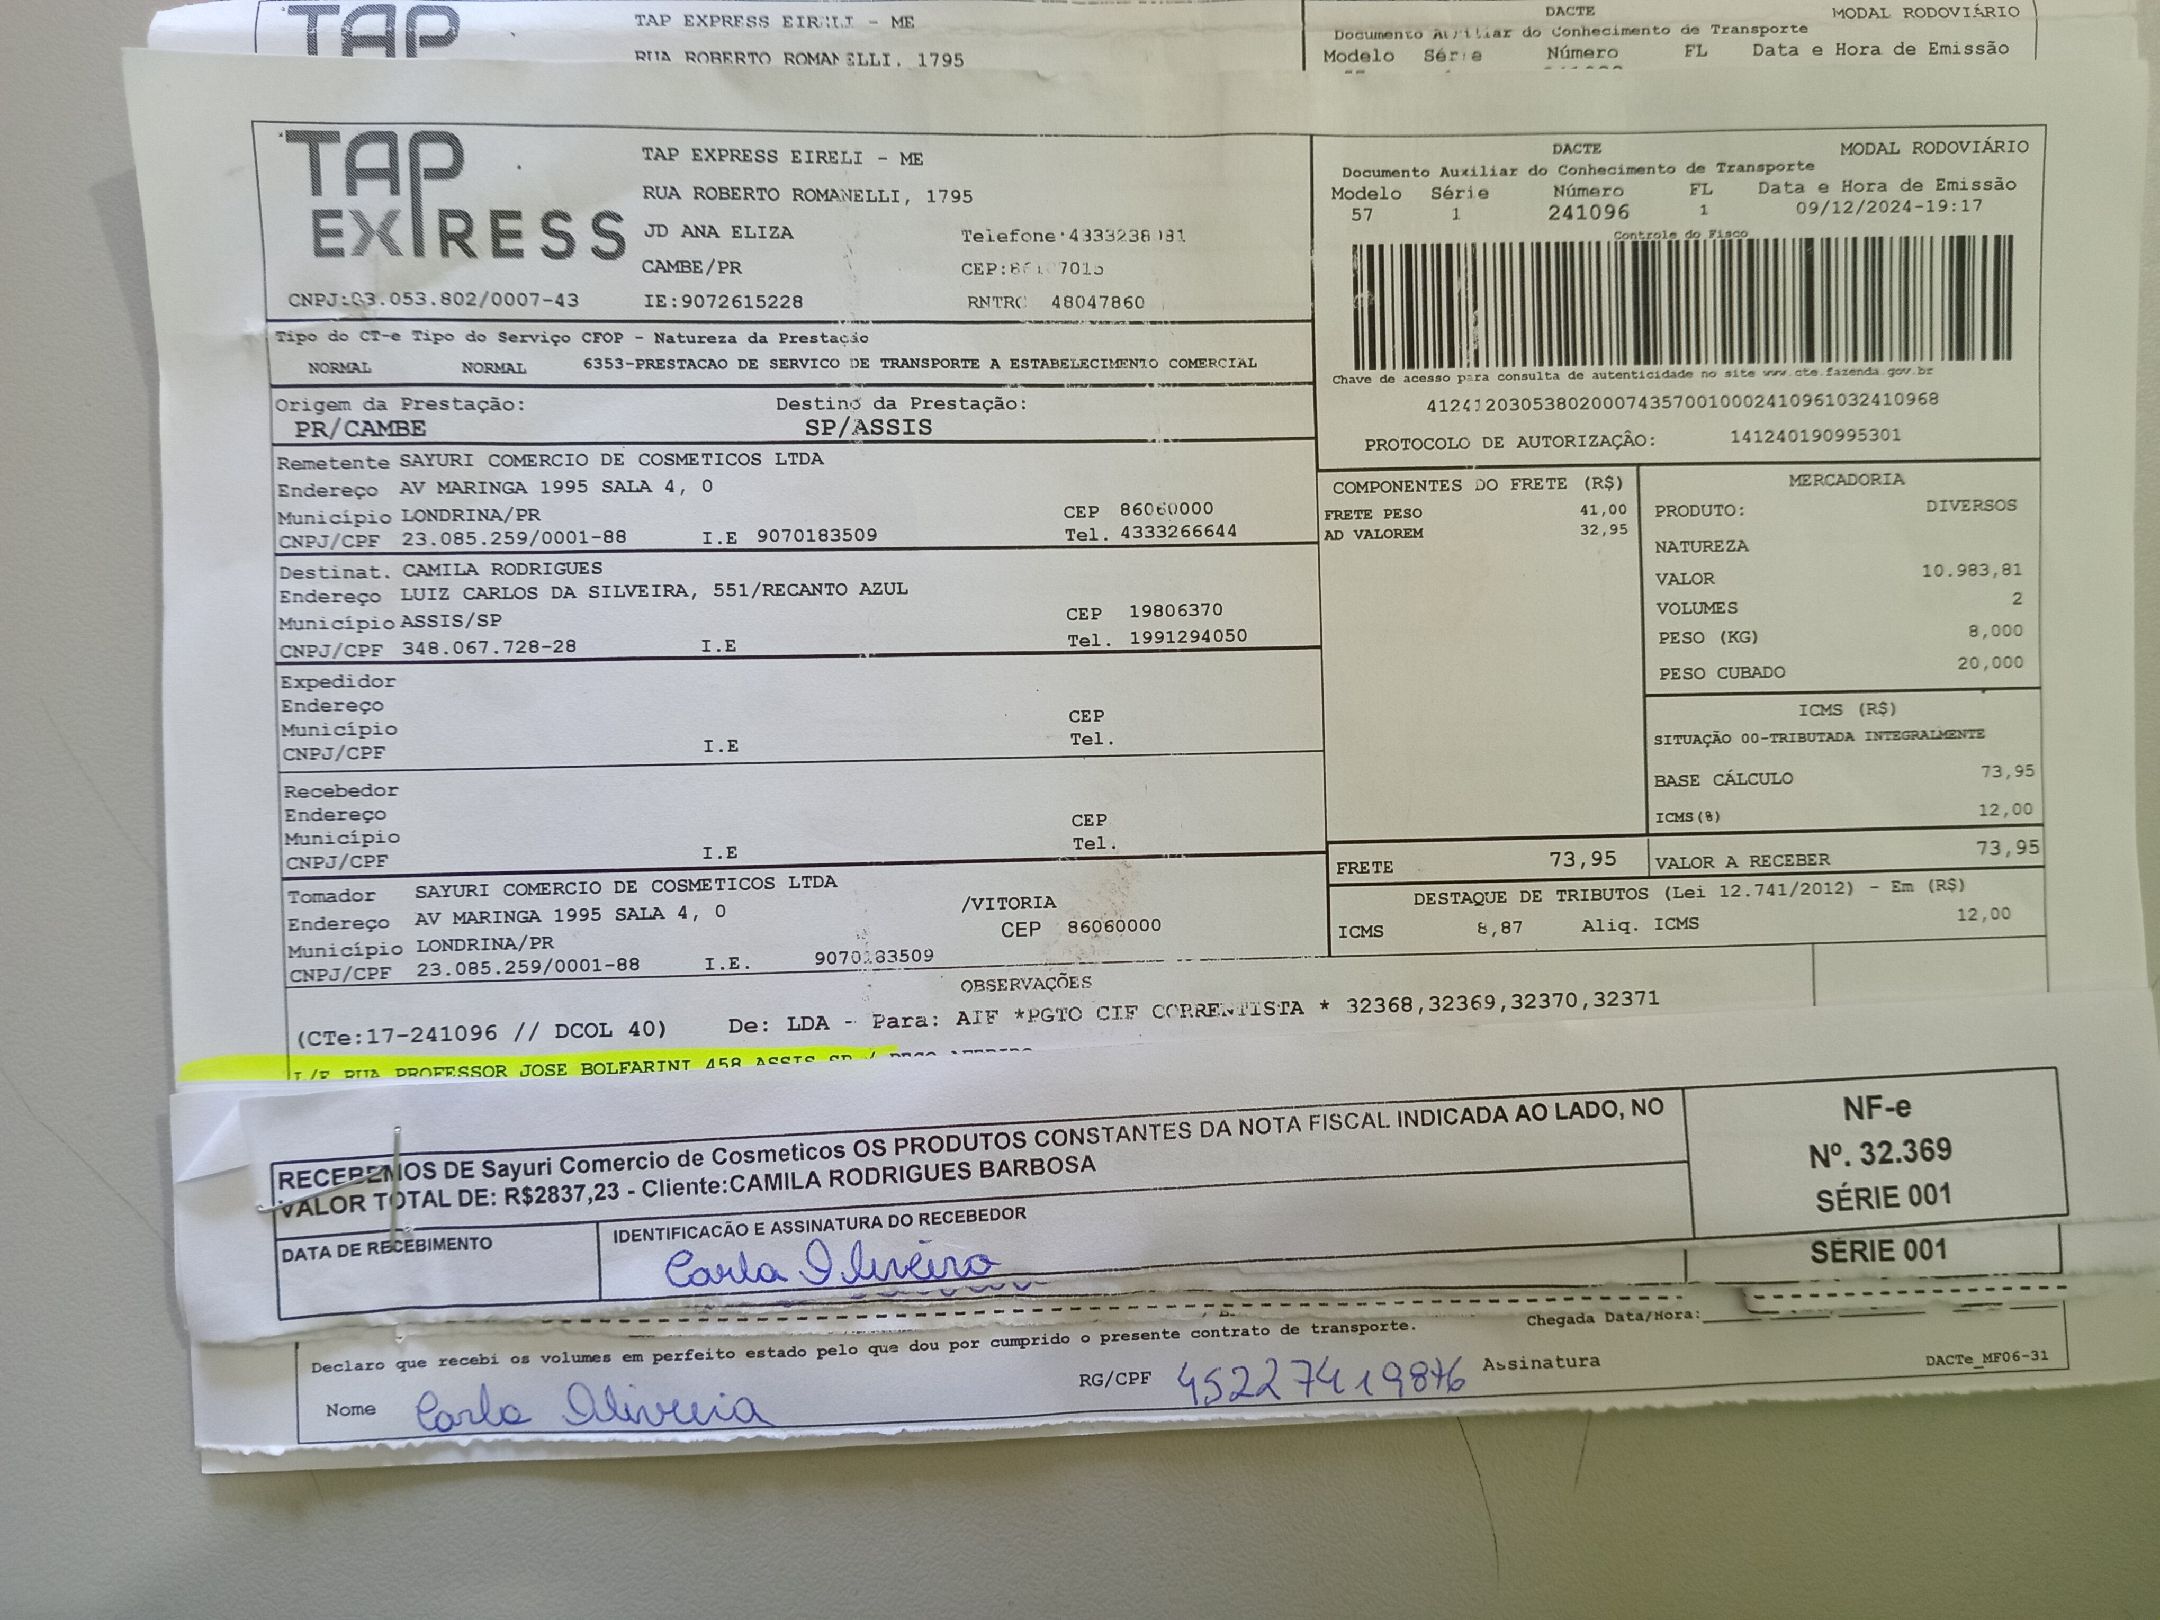 TAP
TAP EXPRESS EIRELI - ME
RUA ROBERTO ROMANELLI, 1795
DACTE
MODAL RODOVIÁRIO
Documento Auxiliar do Conhecimento de Transporte
Modelo Série Número FL Data e Hora de Emissão
TAP EXPRESS
TAP EXPRESS EIRELI - ME
RUA ROBERTO ROMANELLI, 1795
JD ANA ELIZA
CAMBE/PR CEP:
CNPJ: .053.802/0007-43 IE:9072615228 RNTRC 48047860
DACTE
MODAL RODOVIÁRIO
Documento Auxiliar do Conhecimento de Transporte
Modelo Série Número FL Data e Hora de Emissão
57 1 241096 1 09/12/2024-19:17
Controle do Fisco
Chave de acesso para consulta de autenticidade no site www.cte.fazenda.gov.br
41241203053802000743570010002410961032410968
PROTOCOLO DE AUTORIZAÇÃO: 141240190995301
Tipo do CT-e Tipo do Serviço CFOP - Natureza da Prestação
NORMAL NORMAL 6353-PRESTACAO DE SERVICO DE TRANSPORTE A ESTABELECIMENTO COMERCIAL
Origem da Prestação: Destino da Prestação:
PR/CAMBE SP/ASSIS
Remetente SAYURI COMERCIO DE COSMETICOS LTDA
Endereço AV MARINGA 1995 SALA 4, 0
Município LONDRINA/PR CEP 86060000
CNPJ/CPF 23.085.259/0001-88 I.E 9070183509 Tel. 4333266644
Destinat. CAMILA RODRIGUES
Endereço LUIZ CARLOS DA SILVEIRA, 551/RECANTO AZUL
Município ASSIS/SP CEP 19806370
CNPJ/CPF 348.067.728-28 I.E Tel. 1991294050
Expedidor
Endereço
Município CEP
CNPJ/CPF I.E Tel.
Recebedor
Endereço
Município CEP
CNPJ/CPF I.E Tel.
Tomador SAYURI COMERCIO DE COSMETICOS LTDA
Endereço AV MARINGA 1995 SALA 4, 0 /VITORIA
Município LONDRINA/PR CEP 86060000
CNPJ/CPF 23.085.259/0001-88 I.E. 9070183509
COMPONENTES DO FRETE (R$)
FRETE PESO 41,00
AD VALOREM 32,95
MERCADORIA
PRODUTO: DIVERSOS
NATUREZA
VALOR 10.983,81
VOLUMES 2
PESO (KG) 8,000
PESO CUBADO 20,000
ICMS (R$)
SITUAÇÃO 00-TRIBUTADA INTEGRALMENTE
BASE CÁLCULO 73,95
ICMS(%) 12,00
FRETE 73,95 VALOR A RECEBER 73,95
DESTAQUE DE TRIBUTOS (Lei 12.741/2012) - Em (R$)
ICMS 8,87 Aliq. ICMS 12,00
OBSERVAÇÕES
(CTe:17-241096 // DCOL 40) De: LDA - Para: AIF *PGTO CIF CORRENTISTA * 32368,32369,32370,32371
L/E RUA PROFESSOR JOSE BOLFARINI 458 ASSIS SP /
RECEBEMOS DE Sayuri Comercio de Cosmeticos OS PRODUTOS CONSTANTES DA NOTA FISCAL INDICADA AO LADO, NO
VALOR TOTAL DE: R$2837,23 - Cliente:CAMILA RODRIGUES BARBOSA
DATA DE RECEBIMENTO
IDENTIFICAÇÃO E ASSINATURA DO RECEBEDOR
Carla Oliveira
NF-e
Nº. 32.369
SÉRIE 001
SÉRIE 001
Chegada Data/Hora:
Declaro que recebi os volumes em perfeito estado pelo que dou por cumprido o presente contrato de transporte.
Nome Carla Oliveira RG/CPF Assinatura
DACTe_MF06-31